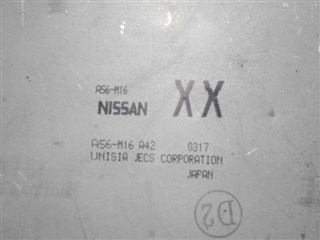 A56-M16
NISSAN XX
A56-M16 A42 0317
UNISIA JECS CORPORATION
JAPAN
D2